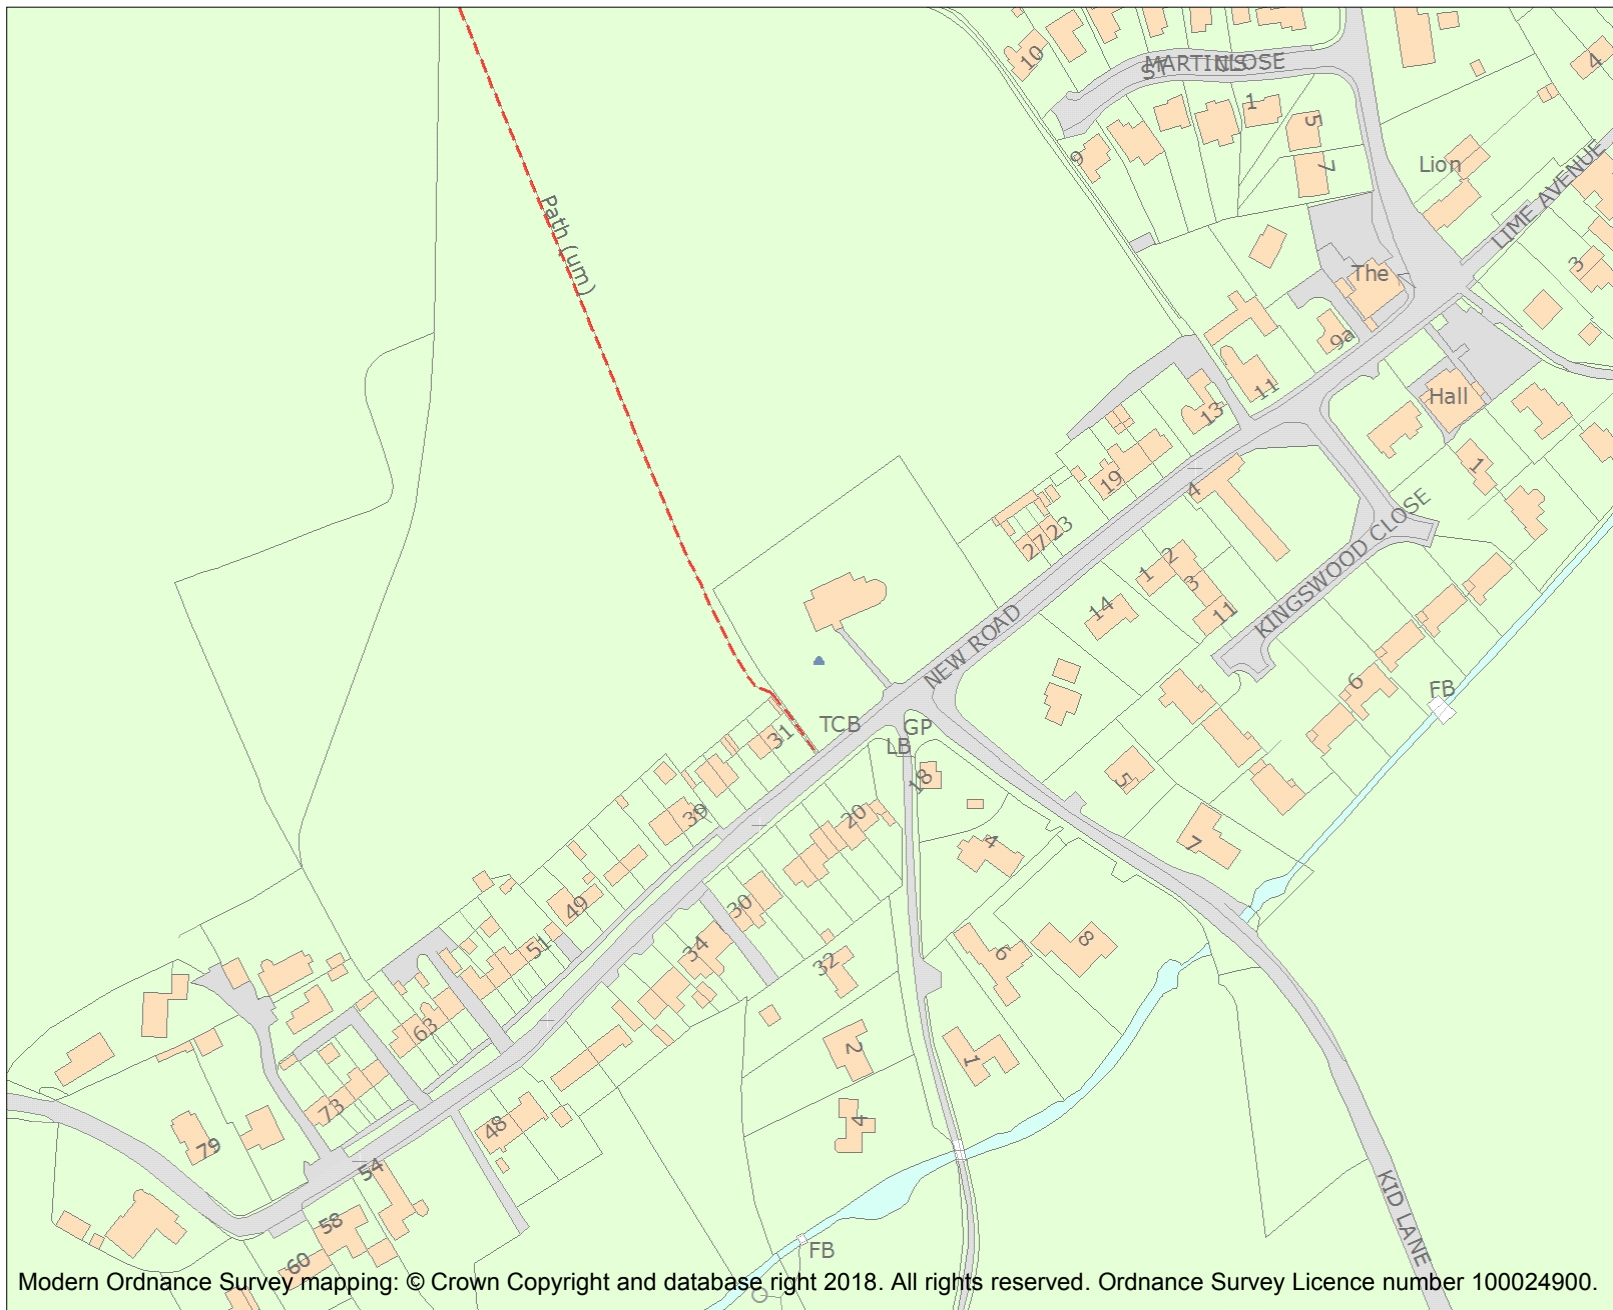 10
ST MARTINS CLOSE
4
1
5
9
7
Lion
LIME AVENUE
Path (um)
The
3
9a
11
13
Hall
19
4
1
23
27
KINGSWOOD CLOSE
2
1
3
14
11
NEW ROAD
6
FB
TCB
GP
31
LB
18
5
39
20
4
7
49
30
51
34
8
6
32
63
2
1
73
4
48
79
54
KID LANE
58
FB
60
Modern Ordnance Survey mapping: © Crown Copyright and database right 2018. All rights reserved. Ordnance Survey Licence number 100024900.